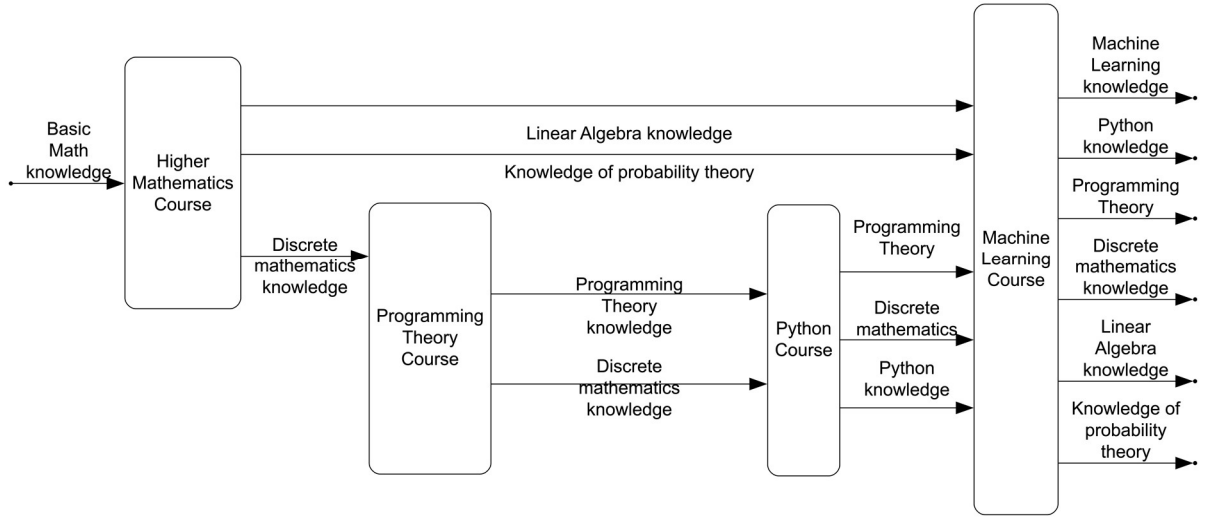 Basic
Math
knowledge
Higher
Mathematics
Course
Linear Algebra knowledge
Knowledge of probability theory
Discrete
mathematics
knowledge
Programming
Theory
Course
Programming
Theory
knowledge
Discrete
mathematics
knowledge
Python
Course
Programming
Theory
Discrete
mathematics
Python
knowledge
Machine
Learning
Course
Machine
Learning
knowledge
Python
knowledge
Programming
Theory
Discrete
mathematics
knowledge
Linear
Algebra
knowledge
Knowledge of
probability
theory